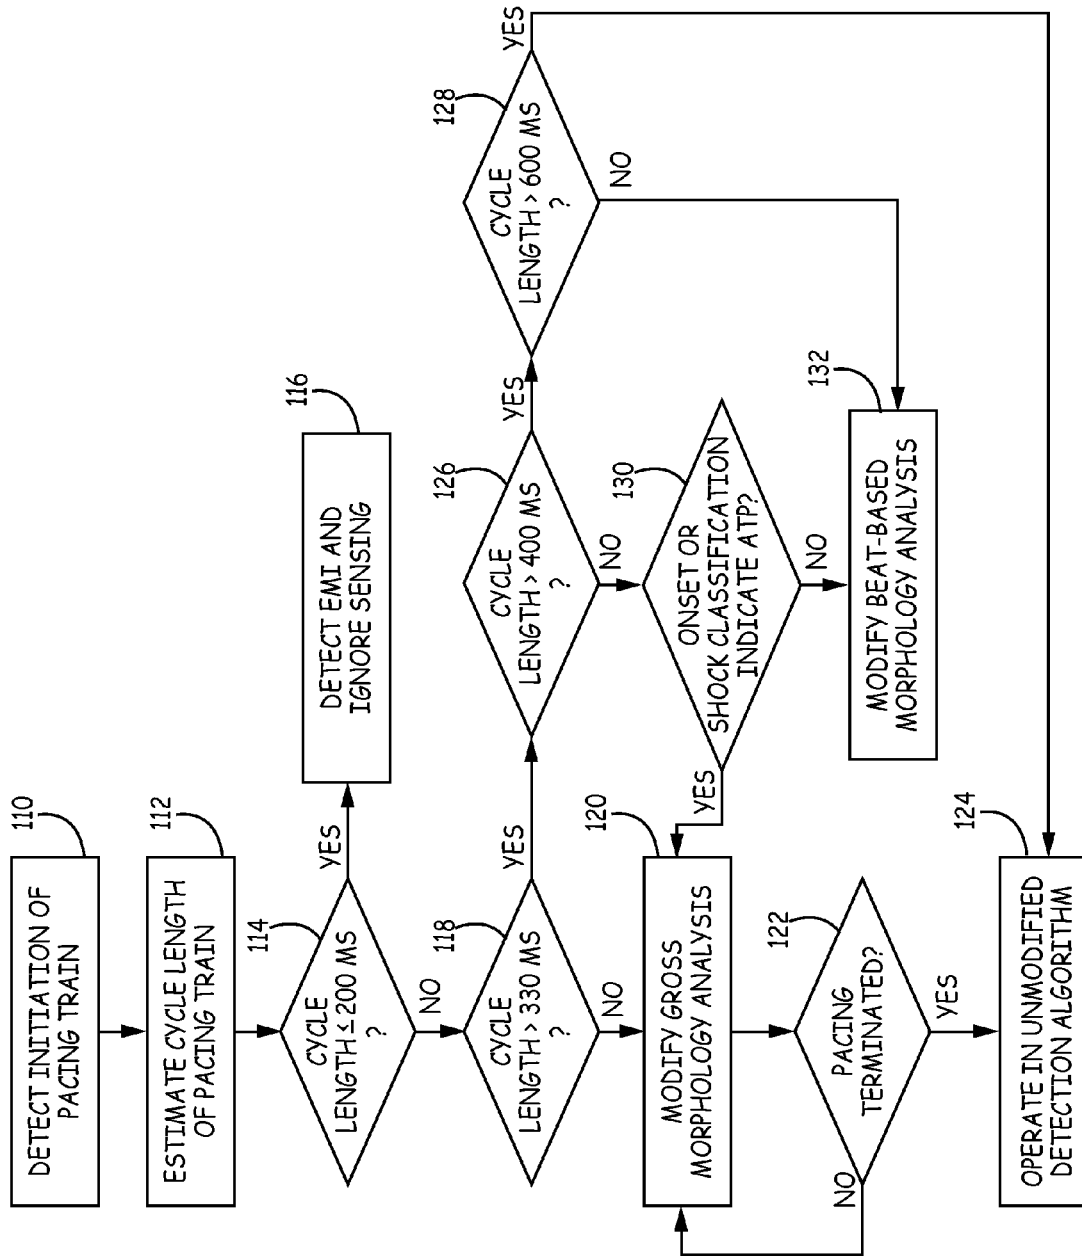 110
DETECT INITIATION OF
PACING TRAIN
112
ESTIMATE CYCLE LENGTH
OF PACING TRAIN
114
CYCLE
LENGTH ≤ 200 MS
?
YES
NO
116
DETECT EMI AND
IGNORE SENSING
118
CYCLE
LENGTH > 330 MS
?
YES
NO
126
CYCLE
LENGTH > 400 MS
?
YES
NO
128
CYCLE
LENGTH > 600 MS
?
YES
NO
120
MODIFY GROSS
MORPHOLOGY ANALYSIS
130
ONSET OR
SHOCK CLASSIFICATION
INDICATE ATP?
YES
NO
122
PACING
TERMINATED?
NO
YES
132
MODIFY BEAT-BASED
MORPHOLOGY ANALYSIS
124
OPERATE IN UNMODIFIED
DETECTION ALGORITHM